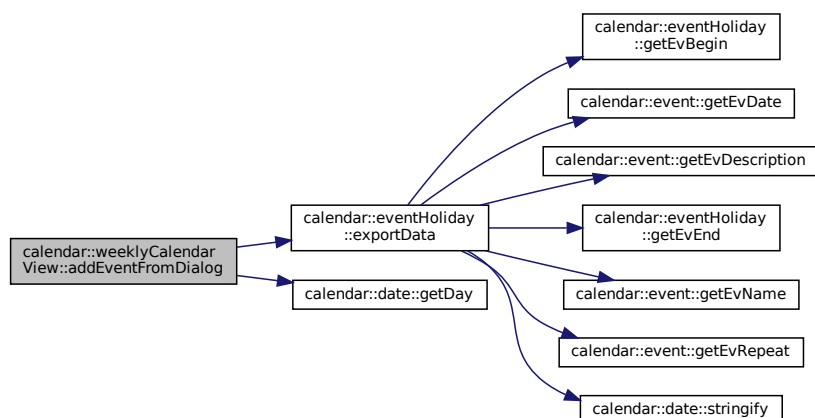 calendar::weeklyCalendar
View::addEventFromDialog
calendar::eventHoliday
::exportData
calendar::date::getDay
calendar::eventHoliday
::getEvBegin
calendar::event::getEvDate
calendar::event::getEvDescription
calendar::eventHoliday
::getEvEnd
calendar::event::getEvName
calendar::event::getEvRepeat
calendar::date::stringify